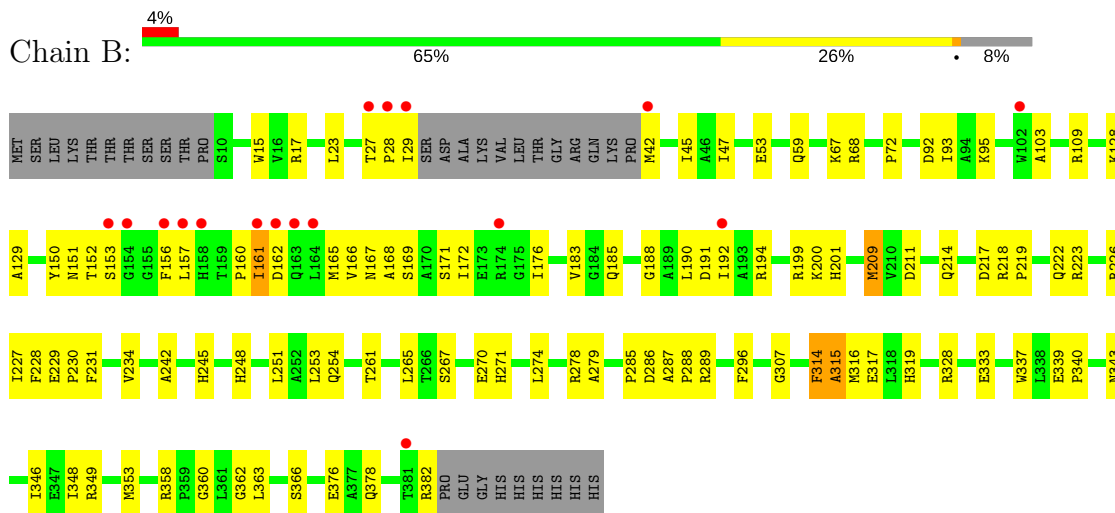 4%
Chain B:
65% 26% • 8%
MET SER LEU LYS THR THR THR SER SER THR PRO S10 W15 V16 R17 L23 T27 P28 I29 SER ASP ALA LYS VAL LEU THR GLY ARG GLN LYS PRO M42 I45 A46 I47 E53 Q59 K67 R68 P72 D92 I93 A94 K95 W102 A103 R109 K128
A129 Y150 N151 T152 S153 G154 G155 F156 L157 H158 T159 P160 I161 D162 Q163 L164 M165 V166 N167 A168 S169 A170 S171 I172 E173 R174 G175 I176 V183 G184 Q185 G188 A189 L190 D191 I192 A193 R194 R199 K200 H201 M209 V210 D211 Q214 D217 R218 P219 Q222 R223 R226
I227 F228 E229 P230 F231 V234 A242 H245 H248 L251 A252 L253 Q254 T261 L265 T266 S267 E270 H271 L274 R278 A279 P285 D286 A287 P288 R289 F296 G307 F314 A315 M316 E317 L318 H319 R328 E333 W337 L338 E339 P340 N343
I346 E347 I348 R349 M353 R358 P359 G360 L361 G362 L363 S366 E376 A377 Q378 T381 R382 PRO GLU GLY HIS HIS HIS HIS HIS HIS